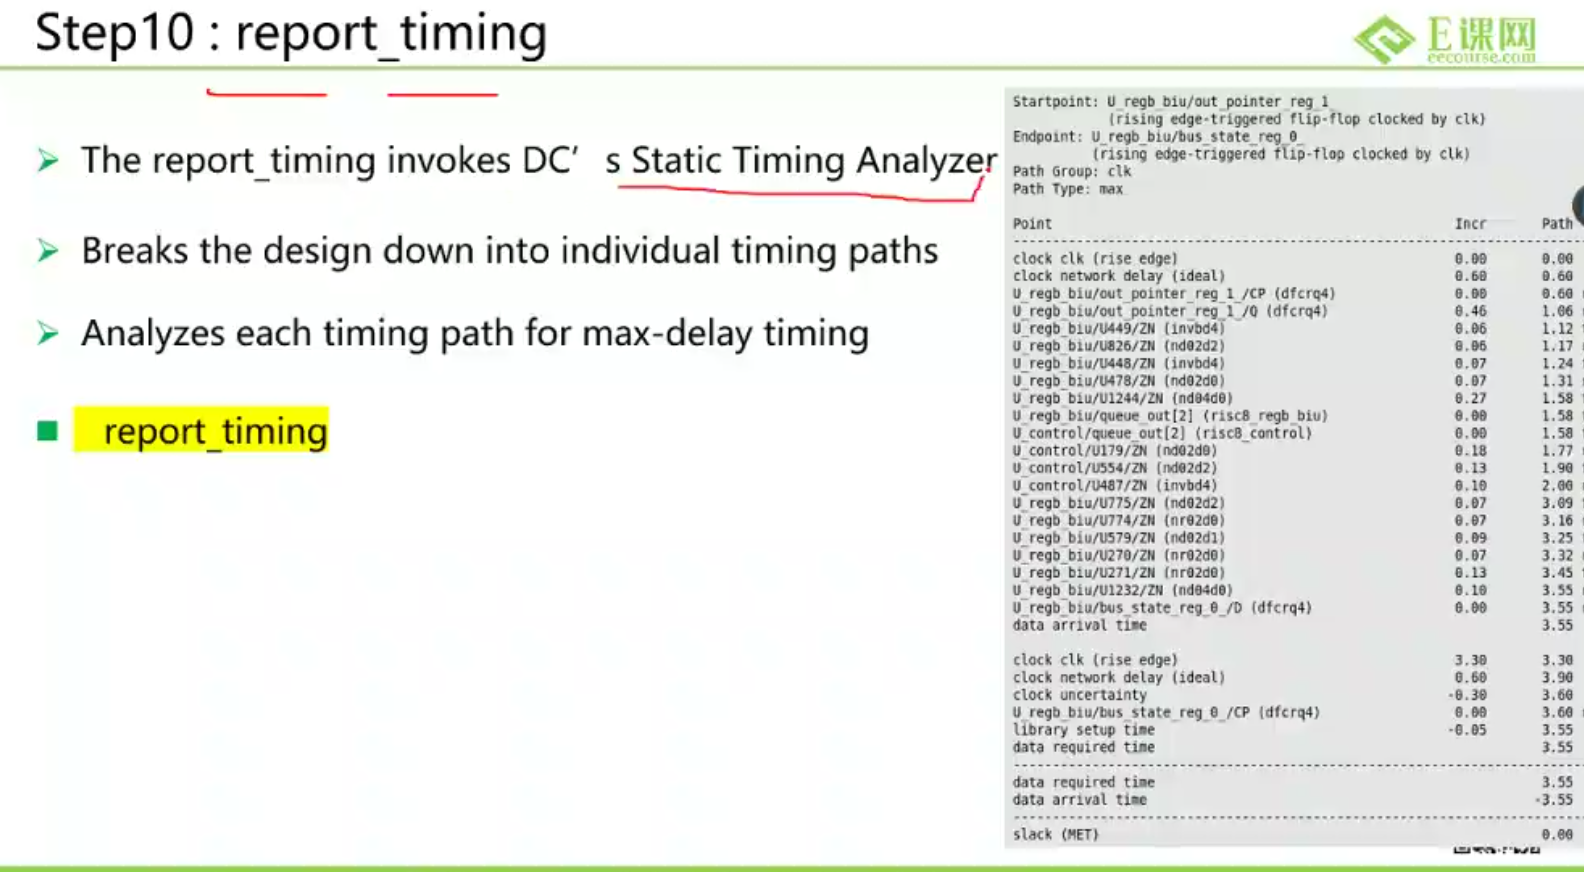 Step10 : report_timing
E课网
eecourse.com
The report_timing invokes DC’ s Static Timing Analyzer
Breaks the design down into individual timing paths
Analyzes each timing path for max-delay timing
report_timing
Startpoint: U_regb_biu/out_pointer_reg_1_
(rising edge-triggered flip-flop clocked by clk)
Endpoint: U_regb_biu/bus_state_reg_0_
(rising edge-triggered flip-flop clocked by clk)
Path Group: clk
Path Type: max
Point Incr Path
clock clk (rise edge) 0.00 0.00
clock network delay (ideal) 0.60 0.60
U_regb_biu/out_pointer_reg_1_/CP (dfcrq4) 0.00 0.60
U_regb_biu/out_pointer_reg_1_/Q (dfcrq4) 0.46 1.06
U_regb_biu/U449/ZN (invbd4) 0.06 1.12
U_regb_biu/U826/ZN (nd02d2) 0.06 1.17
U_regb_biu/U448/ZN (invbd4) 0.07 1.24
U_regb_biu/U478/ZN (nd02d0) 0.07 1.31
U_regb_biu/U1244/ZN (nd04d0) 0.27 1.58
U_regb_biu/queue_out[2] (risc8_regb_biu) 0.00 1.58
U_control/queue_out[2] (risc8_control) 0.00 1.58
U_control/U179/ZN (nd02d0) 0.18 1.77
U_control/U554/ZN (nd02d2) 0.13 1.90
U_control/U487/ZN (invbd4) 0.10 2.00
U_regb_biu/U775/ZN (nd02d2) 0.07 3.09
U_regb_biu/U774/ZN (nr02d0) 0.07 3.16
U_regb_biu/U579/ZN (nd02d1) 0.09 3.25
U_regb_biu/U270/ZN (nr02d0) 0.07 3.32
U_regb_biu/U271/ZN (nr02d0) 0.13 3.45
U_regb_biu/U1232/ZN (nd04d0) 0.10 3.55
U_regb_biu/bus_state_reg_0_/D (dfcrq4) 0.00 3.55
data arrival time 3.55
clock clk (rise edge) 3.30 3.30
clock network delay (ideal) 0.60 3.90
clock uncertainty -0.30 3.60
U_regb_biu/bus_state_reg_0_/CP (dfcrq4) 0.00 3.60
library setup time -0.05 3.55
data required time 3.55
data required time 3.55
data arrival time -3.55
slack (MET) 0.00